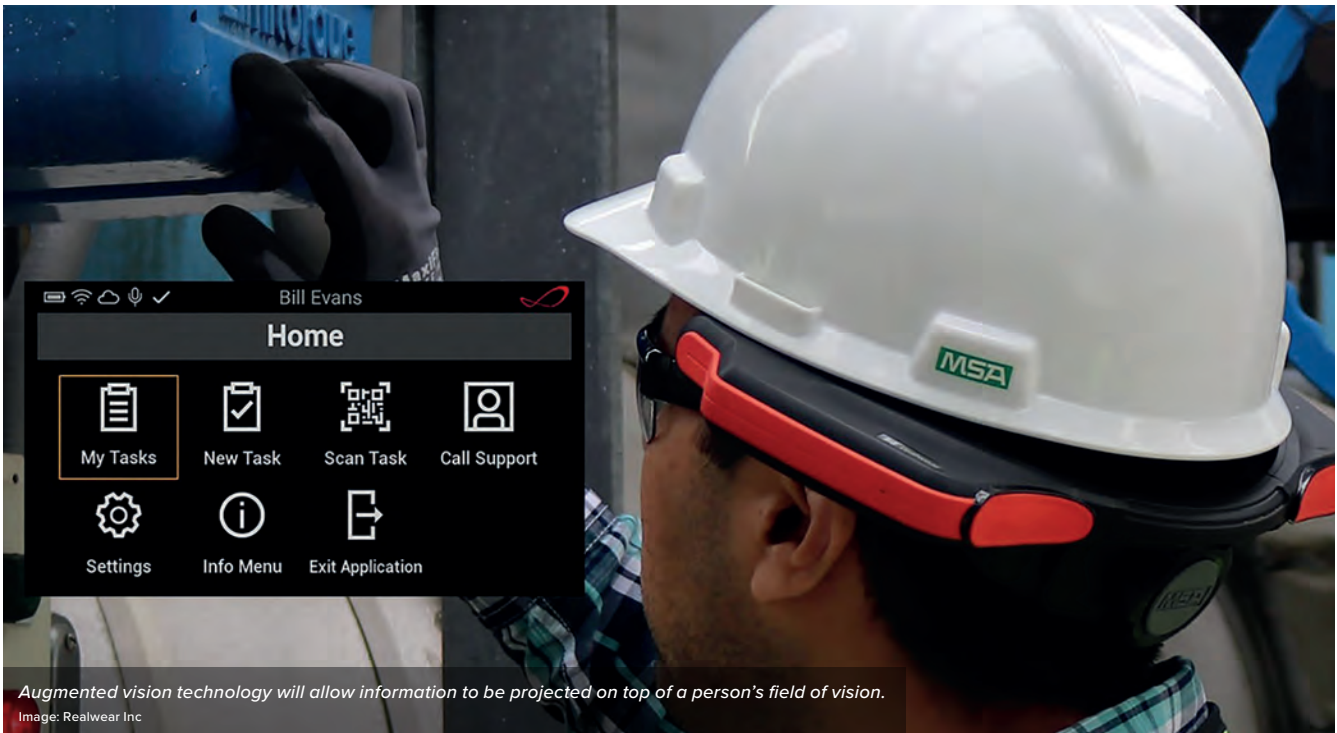 Bill Evans
Home
My Tasks
New Task
Scan Task
Call Support
Settings
Info Menu
Exit Application
MSA
MSA
Augmented vision technology will allow information to be projected on top of a person's field of vision.
Image: Realwear Inc